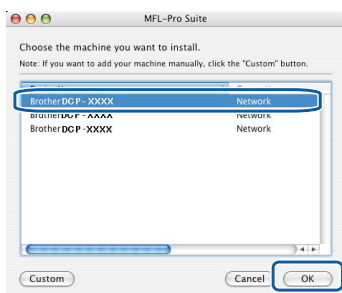 MFL-Pro Suite
Choose the machine you want to install.
Note: If you want to add your machine manually, click the "Custom" button.
Brother DCP-XXXX Network
Brother DCP-XXXX Network
Brother DCP-XXXX Network
Custom Cancel OK